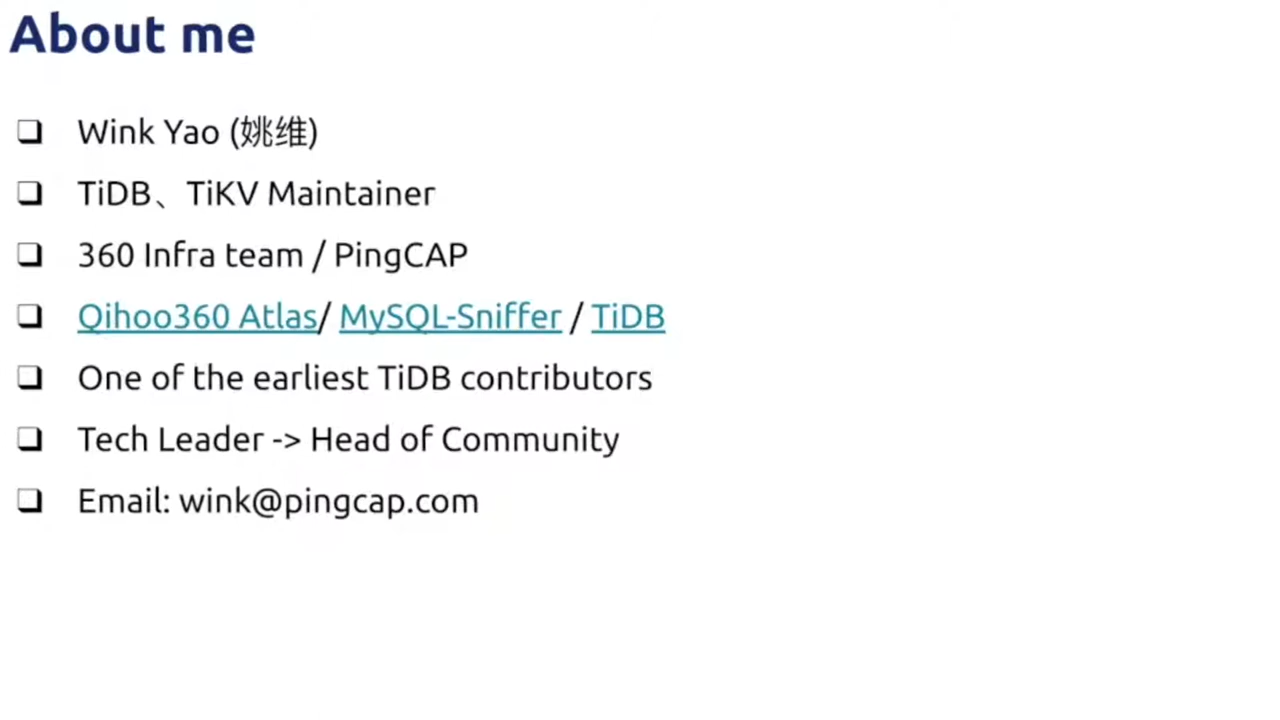 About me
Wink Yao (姚维)
TiDB、TiKV Maintainer
360 Infra team / PingCAP
Qihoo360 Atlas/ MySQL-Sniffer / TiDB
One of the earliest TiDB contributors
Tech Leader -> Head of Community
Email: wink@pingcap.com